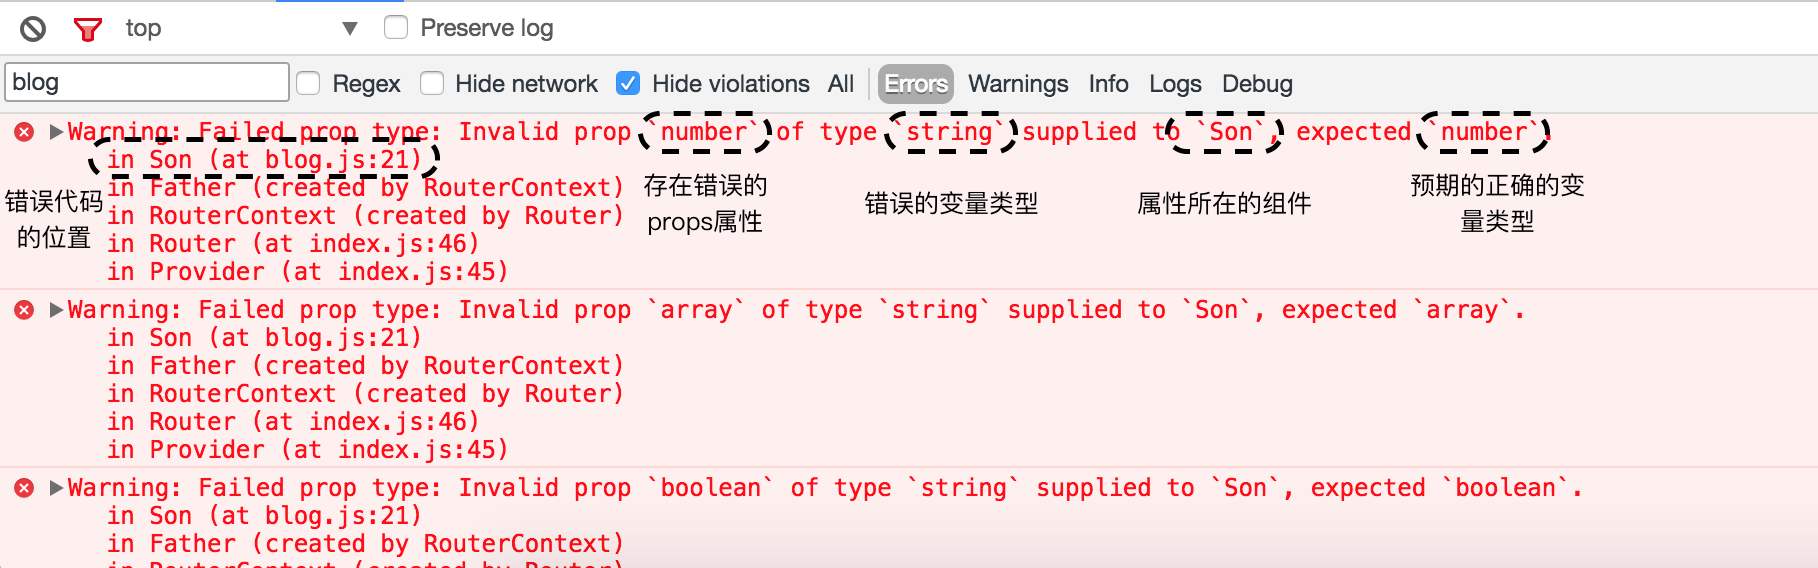 top Preserve log
blog Regex Hide network Hide violations All Errors Warnings Info Logs Debug
Warning: Failed prop type: Invalid prop `number` of type `string` supplied to `Son`, expected `number`.
in Son (at blog.js:21)
in Father (created by RouterContext)
in RouterContext (created by Router)
in Router (at index.js:46)
in Provider (at index.js:45)
错误代码
的位置
存在错误的
props属性
错误的变量类型
属性所在的组件
预期的正确的变
量类型
Warning: Failed prop type: Invalid prop `array` of type `string` supplied to `Son`, expected `array`.
in Son (at blog.js:21)
in Father (created by RouterContext)
in RouterContext (created by Router)
in Router (at index.js:46)
in Provider (at index.js:45)
Warning: Failed prop type: Invalid prop `boolean` of type `string` supplied to `Son`, expected `boolean`.
in Son (at blog.js:21)
in Father (created by RouterContext)
in RouterContext (created by Router)